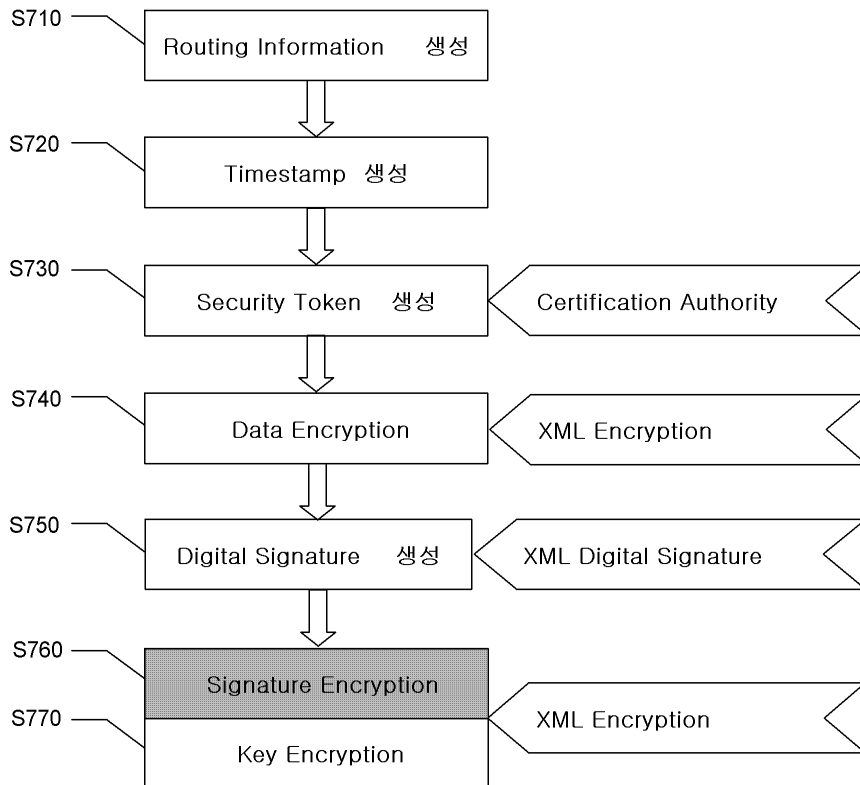 S710
Routing Information 생성
S720
Timestamp 생성
S730
Security Token 생성
Certification Authority
S740
Data Encryption
XML Encryption
S750
Digital Signature 생성
XML Digital Signature
S760
Signature Encryption
S770
XML Encryption
Key Encryption